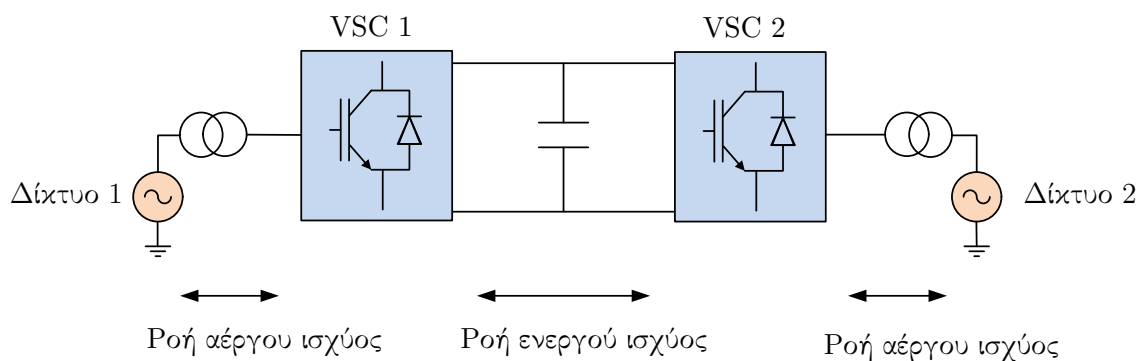 VSC 1
VSC 2
Δίκτυο 1
Δίκτυο 2
Ροή αέργου ισχύος
Ροή ενεργού ισχύος
Ροή αέργου ισχύος